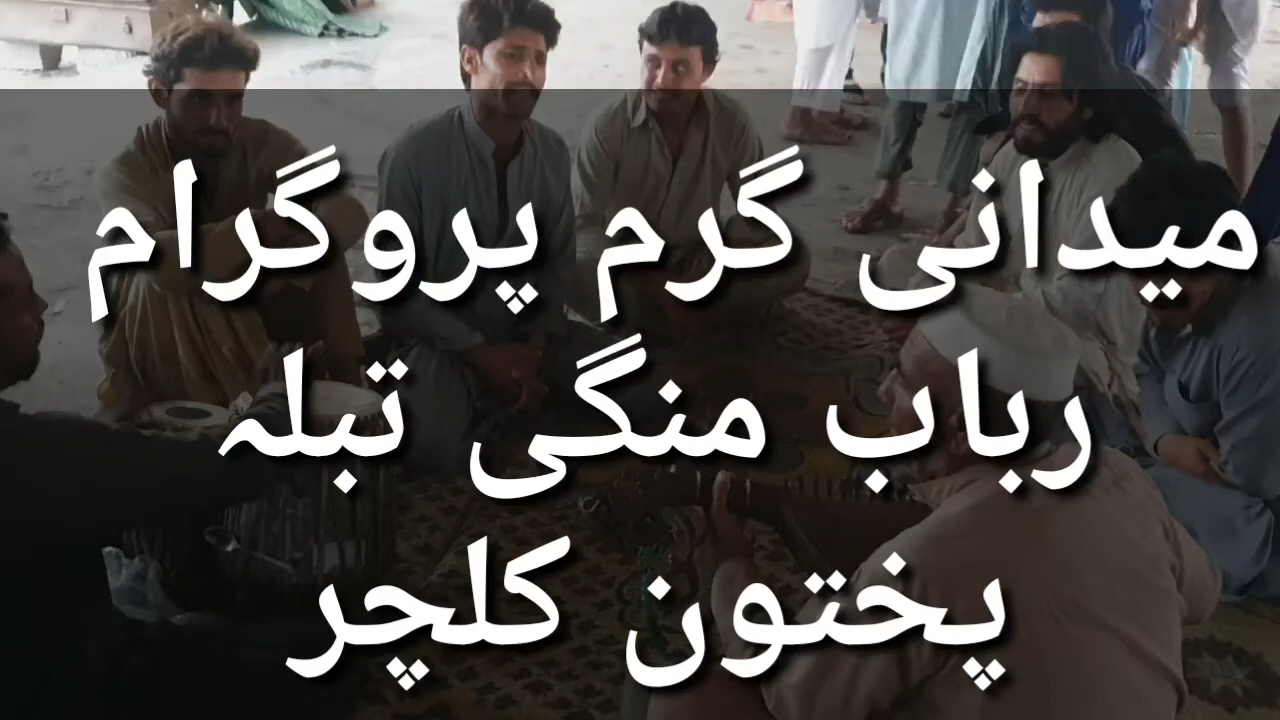 میدانی گرم پروگرام
رباب منگی تبلہ
پختون کلچر